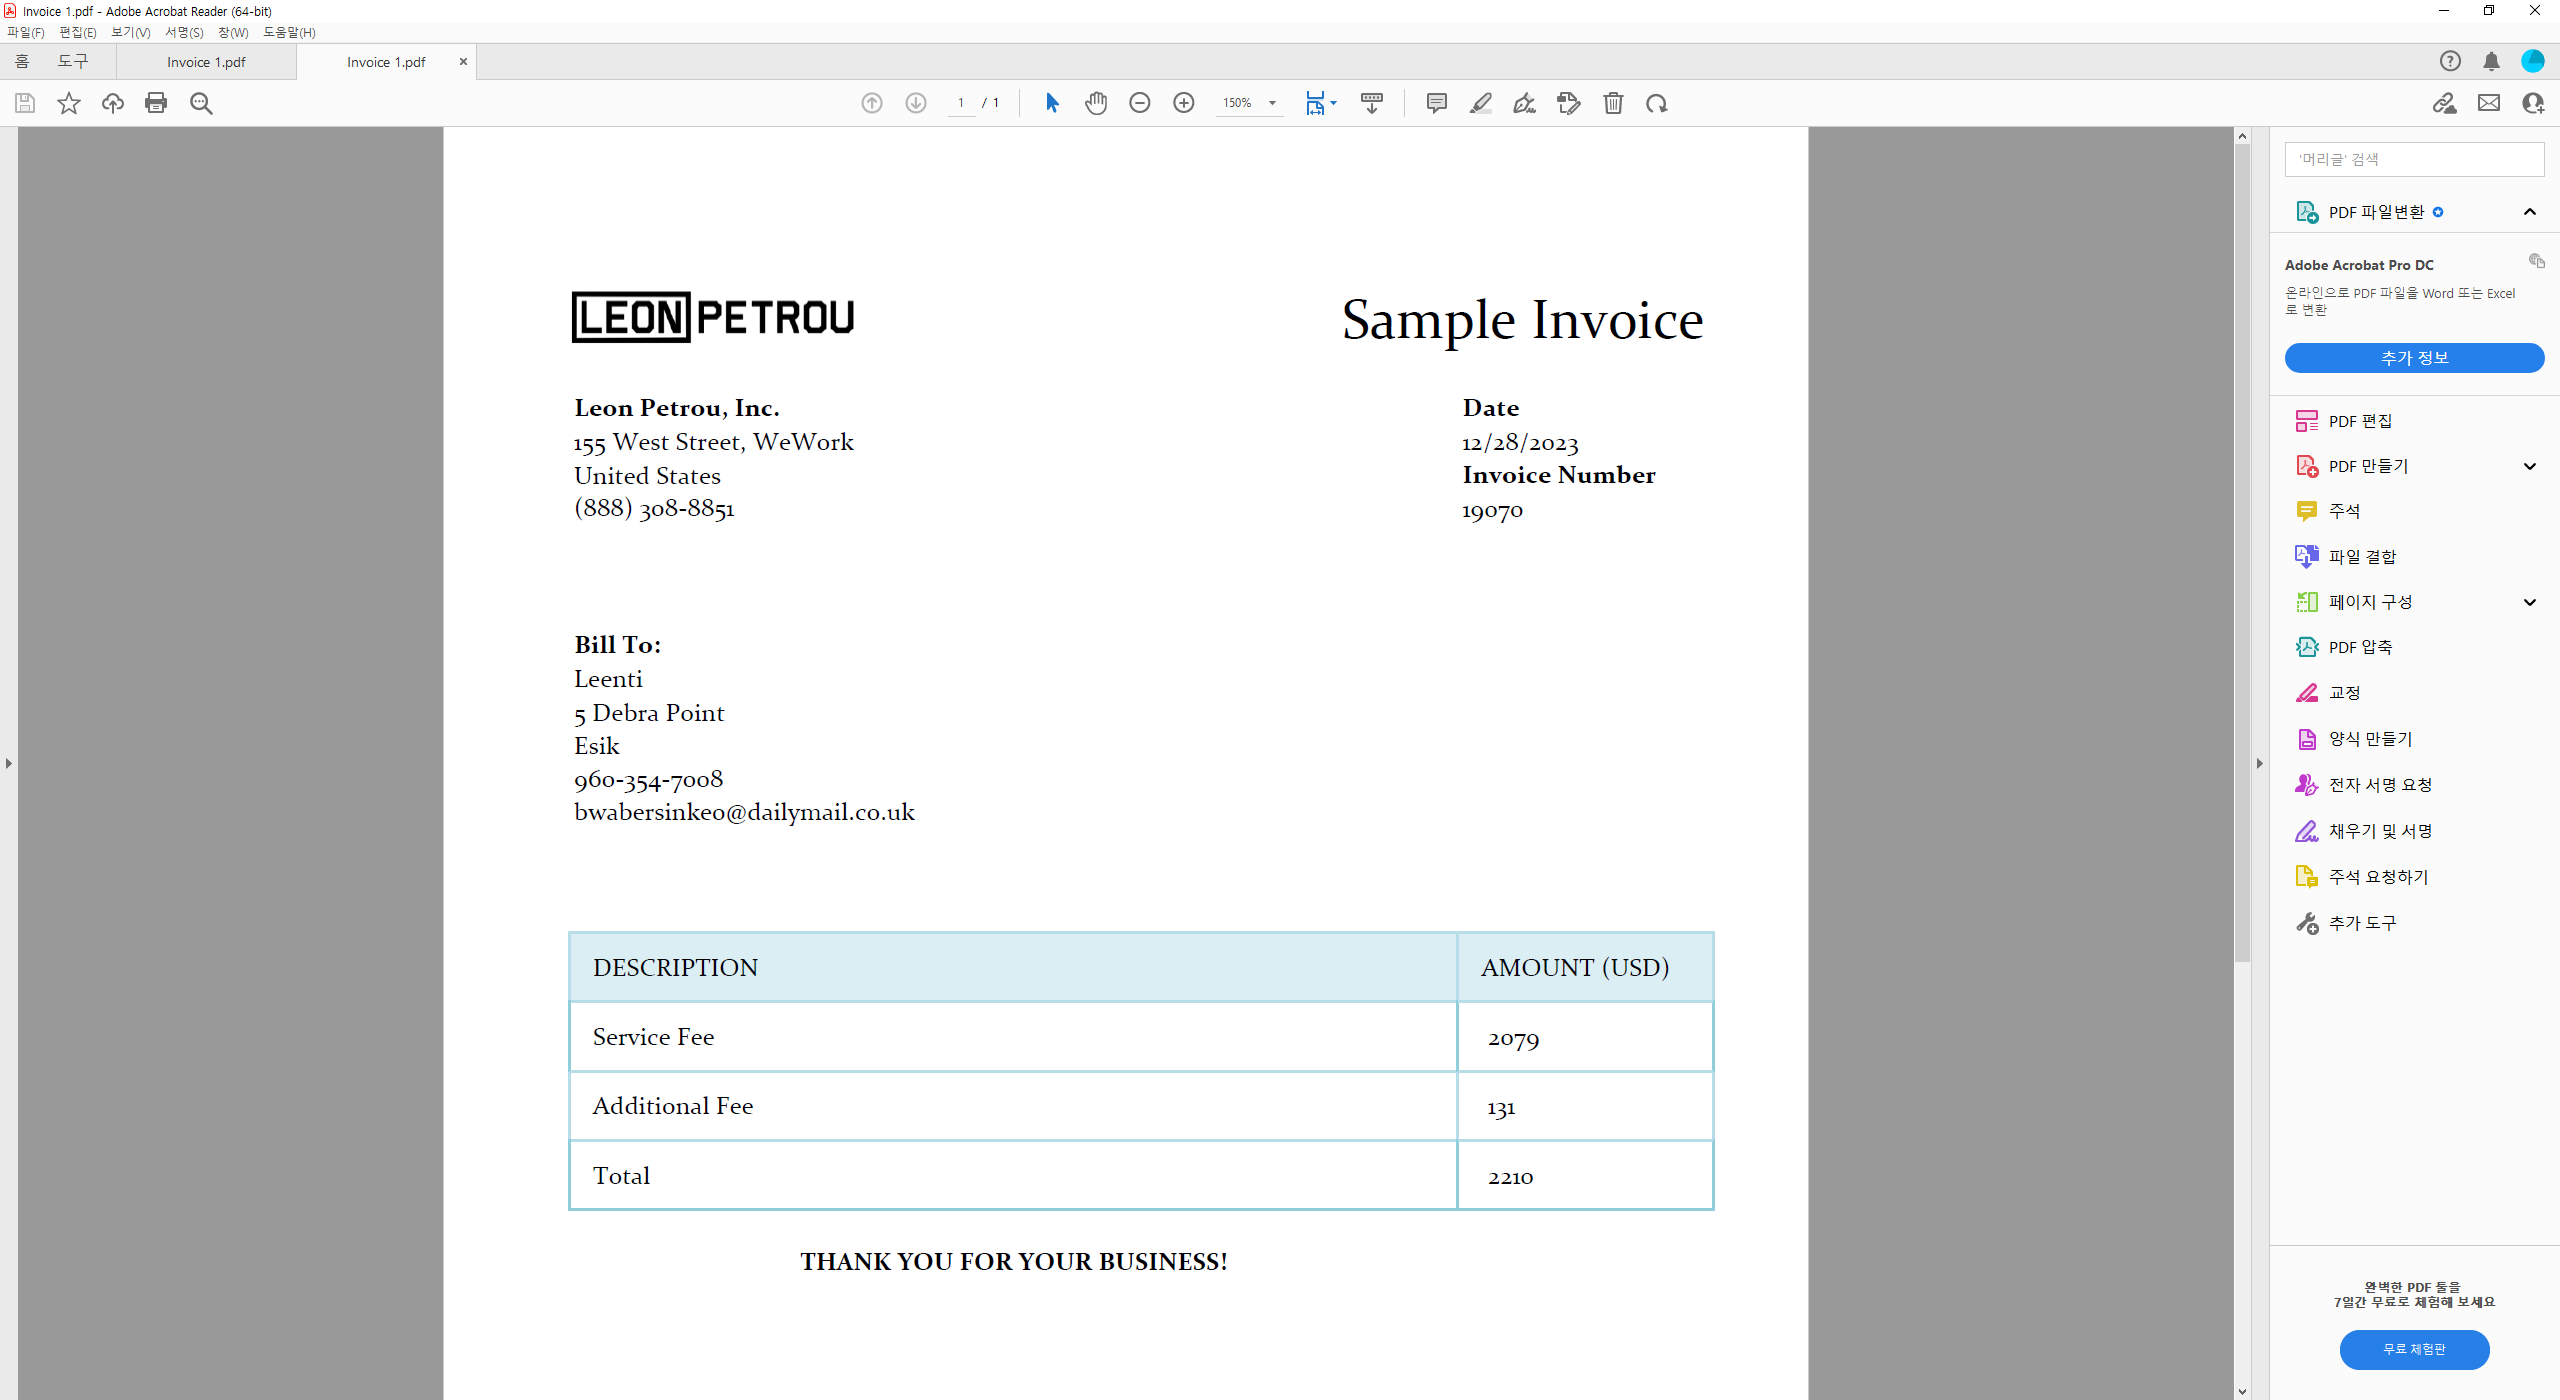 Invoice 1.pdf - Adobe Acrobat Reader (64-bit)
파일(F) 편집(E) 보기(V) 서명(S) 창(W) 도움말(H)
홈 도구 Invoice 1.pdf Invoice 1.pdf
1 / 1 150%
'머리글' 검색
PDF 파일변환
Adobe Acrobat Pro DC
온라인으로 PDF 파일을 Word 또는 Excel
로 변환
추가 정보
PDF 편집
PDF 만들기
주석
파일 결합
페이지 구성
PDF 압축
교정
양식 만들기
전자 서명 요청
채우기 및 서명
주석 요청하기
추가 도구
완벽한 PDF 툴을
7일간 무료로 체험해 보세요
무료 체험판
LEON PETROU
Sample Invoice
Leon Petrou, Inc.
155 West Street, WeWork
United States
(888) 308-8851
Date
12/28/2023
Invoice Number
19070
Bill To:
Leenti
5 Debra Point
Esik
960-354-7008
bwabersinke0@dailymail.co.uk
DESCRIPTION AMOUNT (USD)
Service Fee 2079
Additional Fee 131
Total 2210
THANK YOU FOR YOUR BUSINESS!